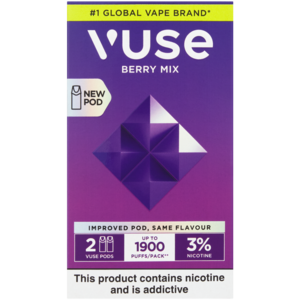 #1 GLOBAL VAPE BRAND*
vuse
BERRY MIX
NEW
POD
IMPROVED POD, SAME FLAVOUR
2
VUSE PODS
UP TO
1900
PUFFS/PACK**
3%
NICOTINE
This product contains nicotine
and is addictive